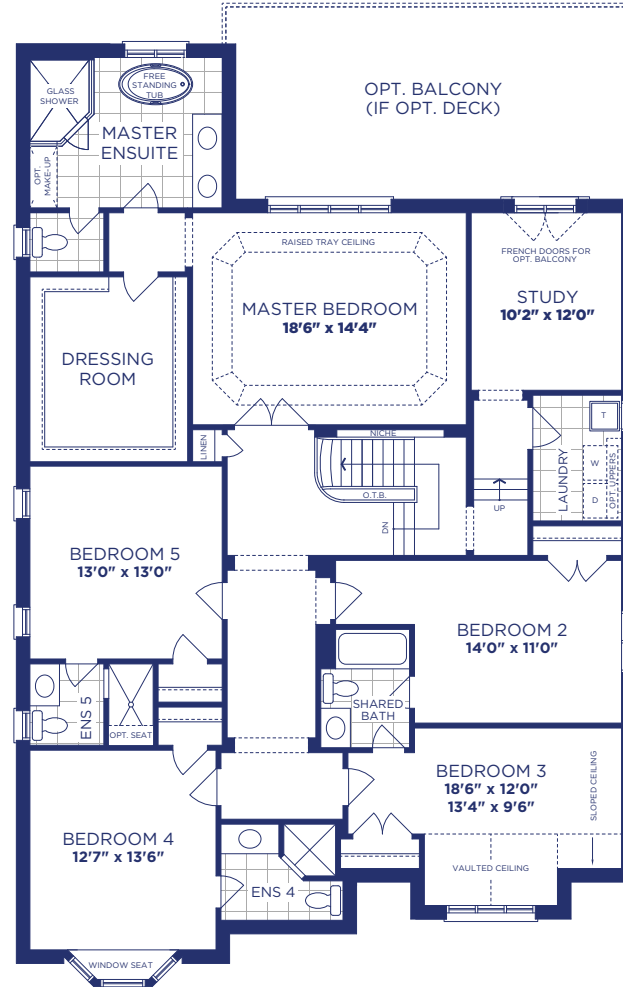 OPT. BALCONY
(IF OPT. DECK)
GLASS
SHOWER
FREE
STANDING
TUB
MASTER
ENSUITE
OPT.
MAKE-UP
RAISED TRAY CEILING
MASTER BEDROOM
18'6" x 14'4"
FRENCH DOORS FOR
OPT. BALCONY
STUDY
10'2" x 12'0"
DRESSING
ROOM
LINEN
NICHE
O.T.B.
DN
UP
LAUNDRY
T
W
D
OPT. UPPERS
BEDROOM 5
13'0" x 13'0"
BEDROOM 2
14'0" x 11'0"
ENS 5
OPT. SEAT
SHARED
BATH
BEDROOM 3
18'6" x 12'0"
13'4" x 9'6"
SLOPED CEILING
VAULTED CEILING
BEDROOM 4
12'7" x 13'6"
ENS 4
WINDOW SEAT